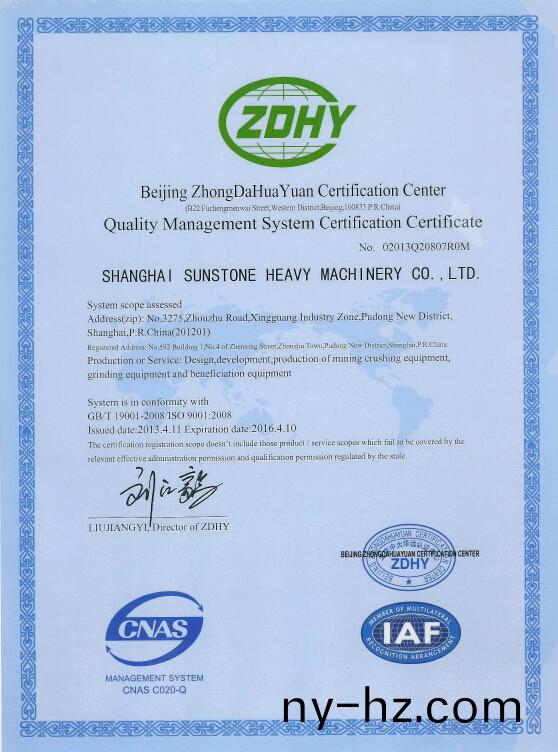 ZDHY
Beijing ZhongDaHuaYuan Certification Center
(B22 Fuchengmenwai Street,Western District,Beijing,100833 P.R.China)
Quality Management System Certification Certificate
No. 02013Q20807R0M
SHANGHAI SUNSTONE HEAVY MACHINERY CO.,LTD.
System scope assessed
Address(zip): No.3275,Zhouzhu Road,Xingguang Industry Zone,Pudong New District,
Shanghai,P.R.China(201201)
Registered Address: No.592 Building 1,No.4 of Zhenxing Street,Zhouzhu Town,Pudong New District,Shanghai,P.R.China
Production or Service: Design,development,production of mining crushing equipment,
grinding equipment and beneficiation equipment
System is in conformity with
GB/T 19001-2008/ISO 9001:2008
Issued date:2013.4.11 Expiration date:2016.4.10
The certification registration scope doesn't include those product / service scopes which fail to be covered by the
relevant effective administration permission and qualification permission regulated by the state.
LIUJIANGYI, Director of ZDHY
BEIJING ZHONGDAHUAYUAN CERTIFICATION CENTER
ZDHY
CNAS
MANAGEMENT SYSTEM
CNAS C020-Q
MEMBER OF MULTILATERAL
IAF
RECOGNITION ARRANGEMENT
ny-hz.com